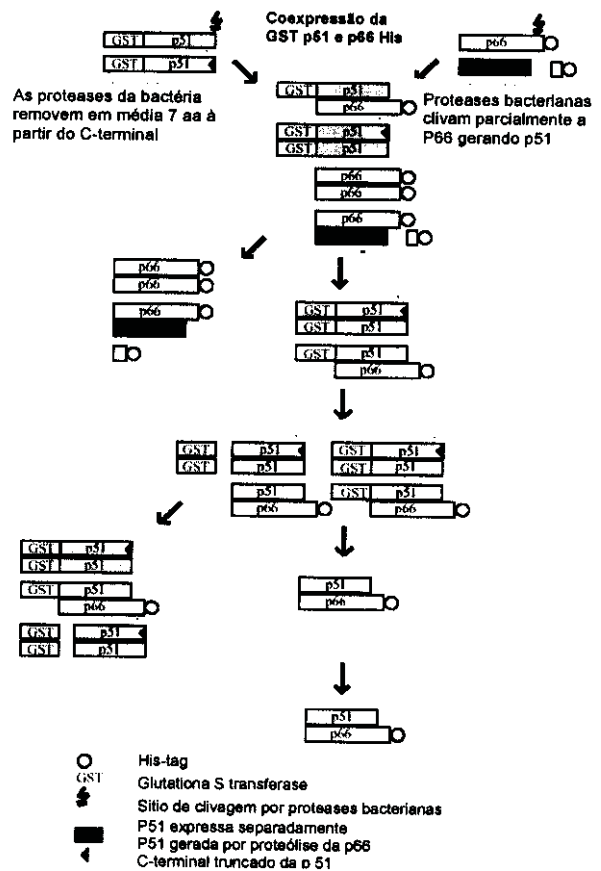 Coexpressão da
GST p51 e p66 His
GST p51
GST p51
As proteases da bactéria
removem em média 7 aa à
partir do C-terminal
p66
Proteases bacterianas
clivam parcialmente a
P66 gerando p51
GST p51
p66
GST p51
GST p51
p66
p66
p66
p66
p66
p66
GST p51
GST p51
GST p51
p66
GST p51
GST p51
p51
p66
GST p51
GST p51
GST p51
p66
GST p51
GST p51
GST p51
p66
GST p51
GST p51
p51
p66
p51
p66
His-tag
GST Glutationa S transferase
Sitio de clivagem por proteases bacterianas
P51 expressa separadamente
P51 gerada por proteólise da p66
C-terminal truncado da p 51